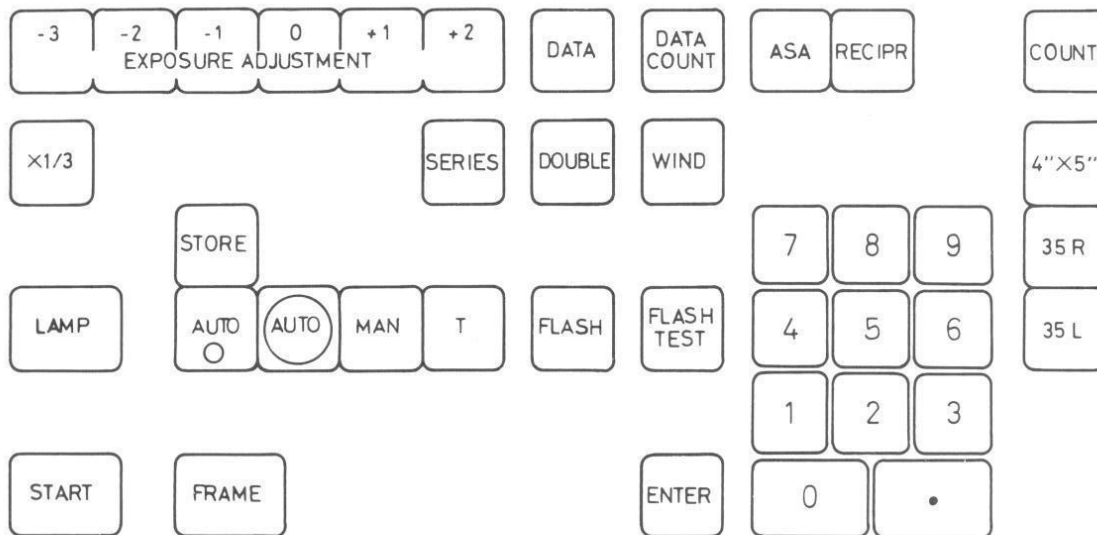 -3 -2 -1 0 +1 +2
EXPOSURE ADJUSTMENT
DATA
DATA
COUNT
ASA RECIPR
COUNT
×1/3
SERIES
DOUBLE
WIND
4"×5"
STORE
7 8 9
35 R
LAMP
AUTO
AUTO
MAN
T
FLASH
FLASH
TEST
4 5 6
35 L
1 2 3
START
FRAME
ENTER
0 .